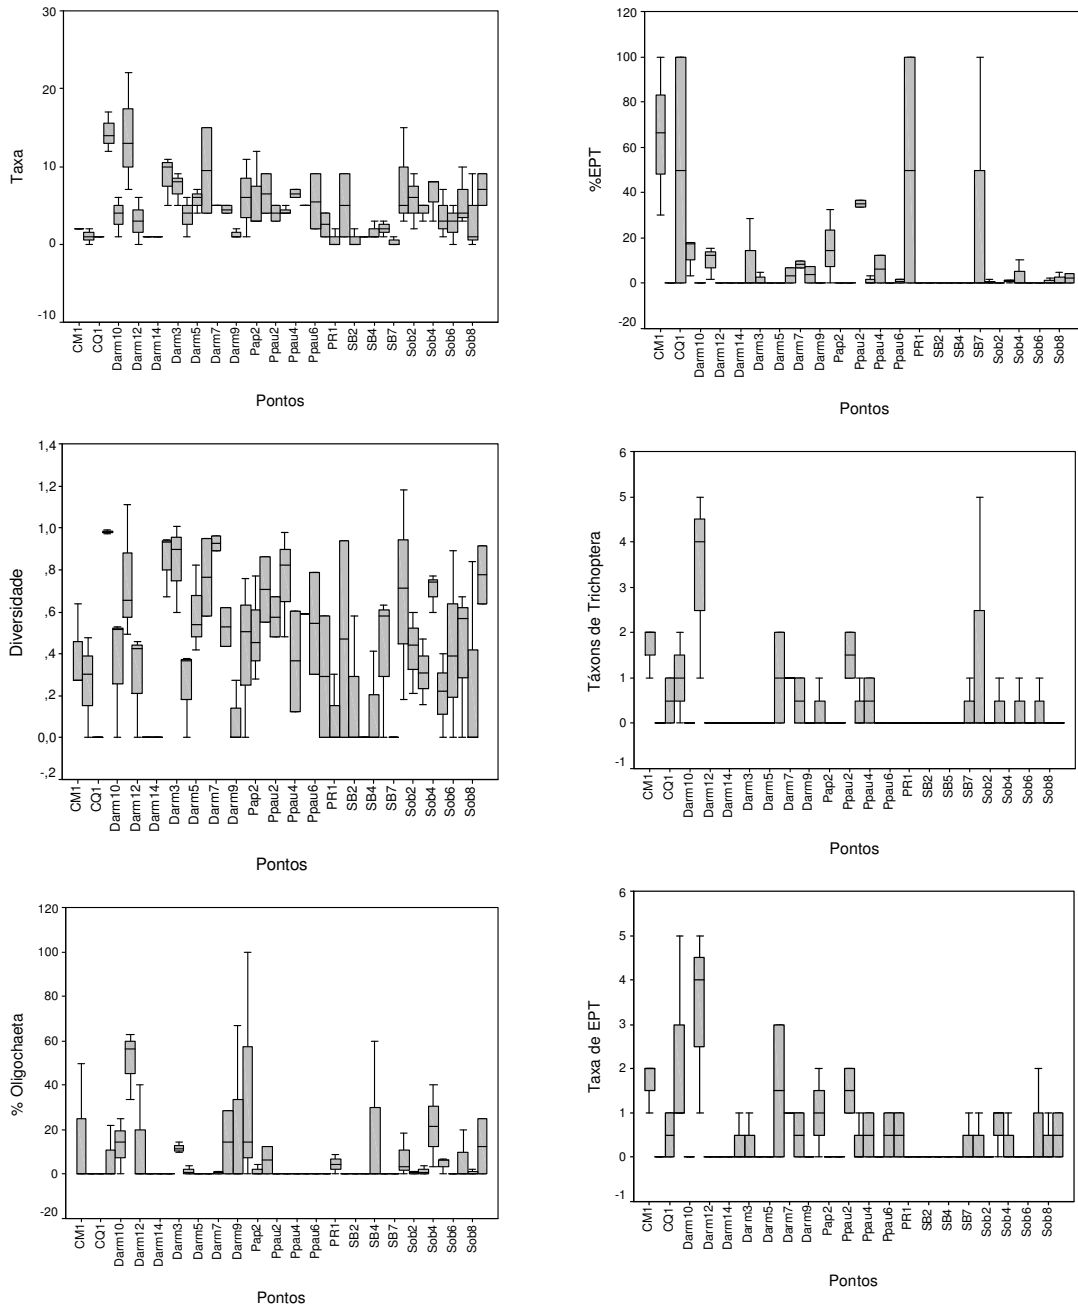 Taxa
30
20
10
0
-10
CM1
CQ1
Darm10
Darm12
Darm14
Darm3
Darm5
Darm7
Darm9
Pap2
Ppau2
Ppau4
Ppau6
PR1
SB2
SB4
SB7
Sob2
Sob4
Sob6
Sob8
Pontos
%EPT
120
100
80
60
40
20
0
-20
CM1
CQ1
Darm10
Darm12
Darm14
Darm3
Darm5
Darm7
Darm9
Pap2
Ppau2
Ppau4
Ppau6
PR1
SB2
SB4
SB7
Sob2
Sob4
Sob6
Sob8
Pontos
Diversidade
1,4
1,2
1,0
,8
,6
,4
,2
0,0
-,2
CM1
CQ1
Darm10
Darm12
Darm14
Darm3
Darm5
Darm7
Darm9
Pap2
Ppau2
Ppau4
Ppau6
PR1
SB2
SB4
SB7
Sob2
Sob4
Sob6
Sob8
Pontos
Táxons de Trichoptera
6
5
4
3
2
1
0
-1
CM1
CQ1
Darm10
Darm12
Darm14
Darm3
Darm5
Darm7
Darm9
Pap2
Ppau2
Ppau4
Ppau6
PR1
SB2
SB5
SB7
Sob2
Sob4
Sob6
Sob8
Pontos
% Oligochaeta
120
100
80
60
40
20
0
-20
CM1
CQ1
Darm10
Darm12
Darm14
Darm3
Darm5
Darm7
Darm9
Pap2
Ppau2
Ppau4
Ppau6
PR1
SB2
SB4
SB7
Sob2
Sob4
Sob6
Sob8
Pontos
Taxa de EPT
6
5
4
3
2
1
0
-1
CM1
CQ1
Darm10
Darm12
Darm14
Darm3
Darm5
Darm7
Darm9
Pap2
Ppau2
Ppau4
Ppau6
PR1
SB2
SB4
SB7
Sob2
Sob4
Sob6
Sob8
Pontos